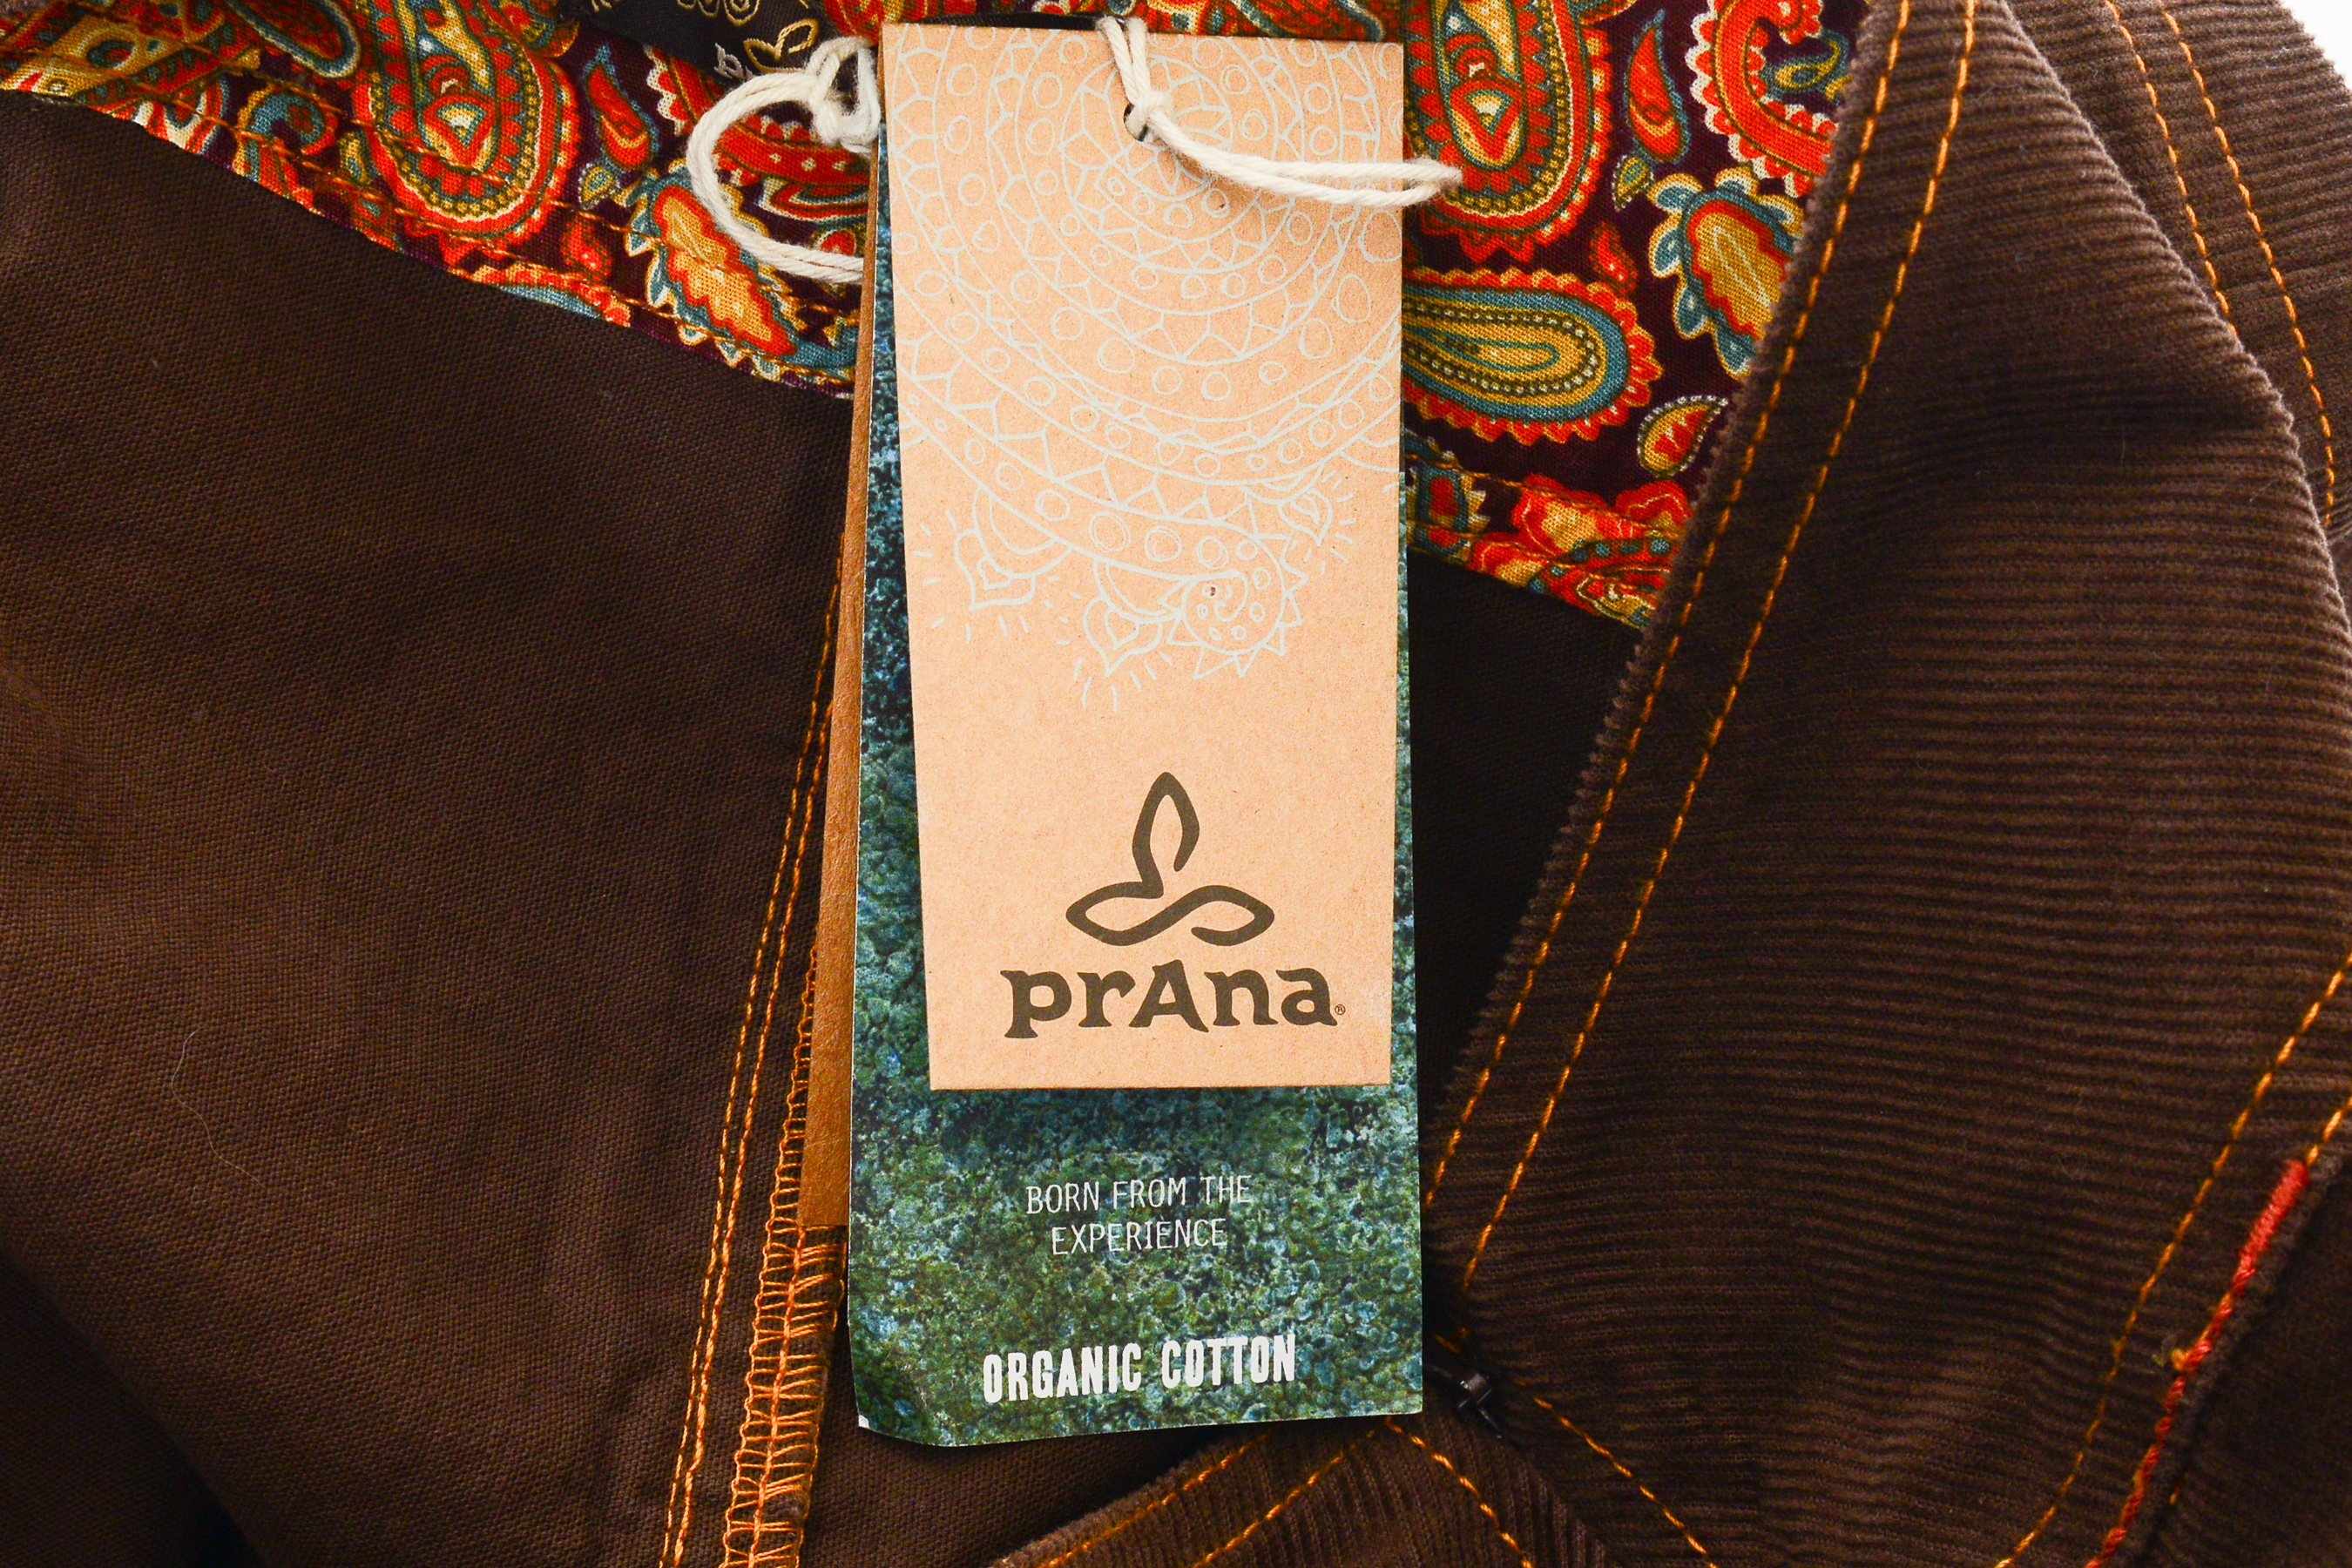 prAna®
BORN FROM THE
EXPERIENCE
ORGANIC COTTON